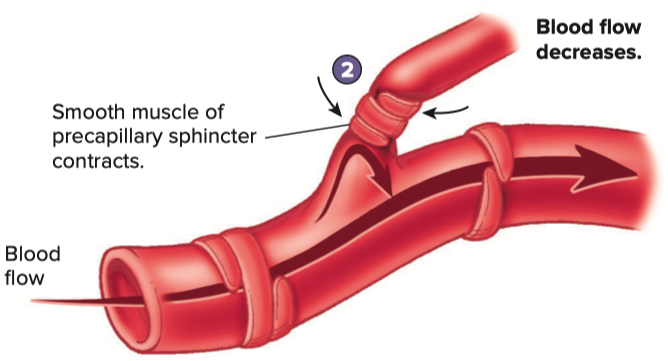 Blood flow
decreases.
2
Smooth muscle of
precapillary sphincter
contracts.
Blood
flow